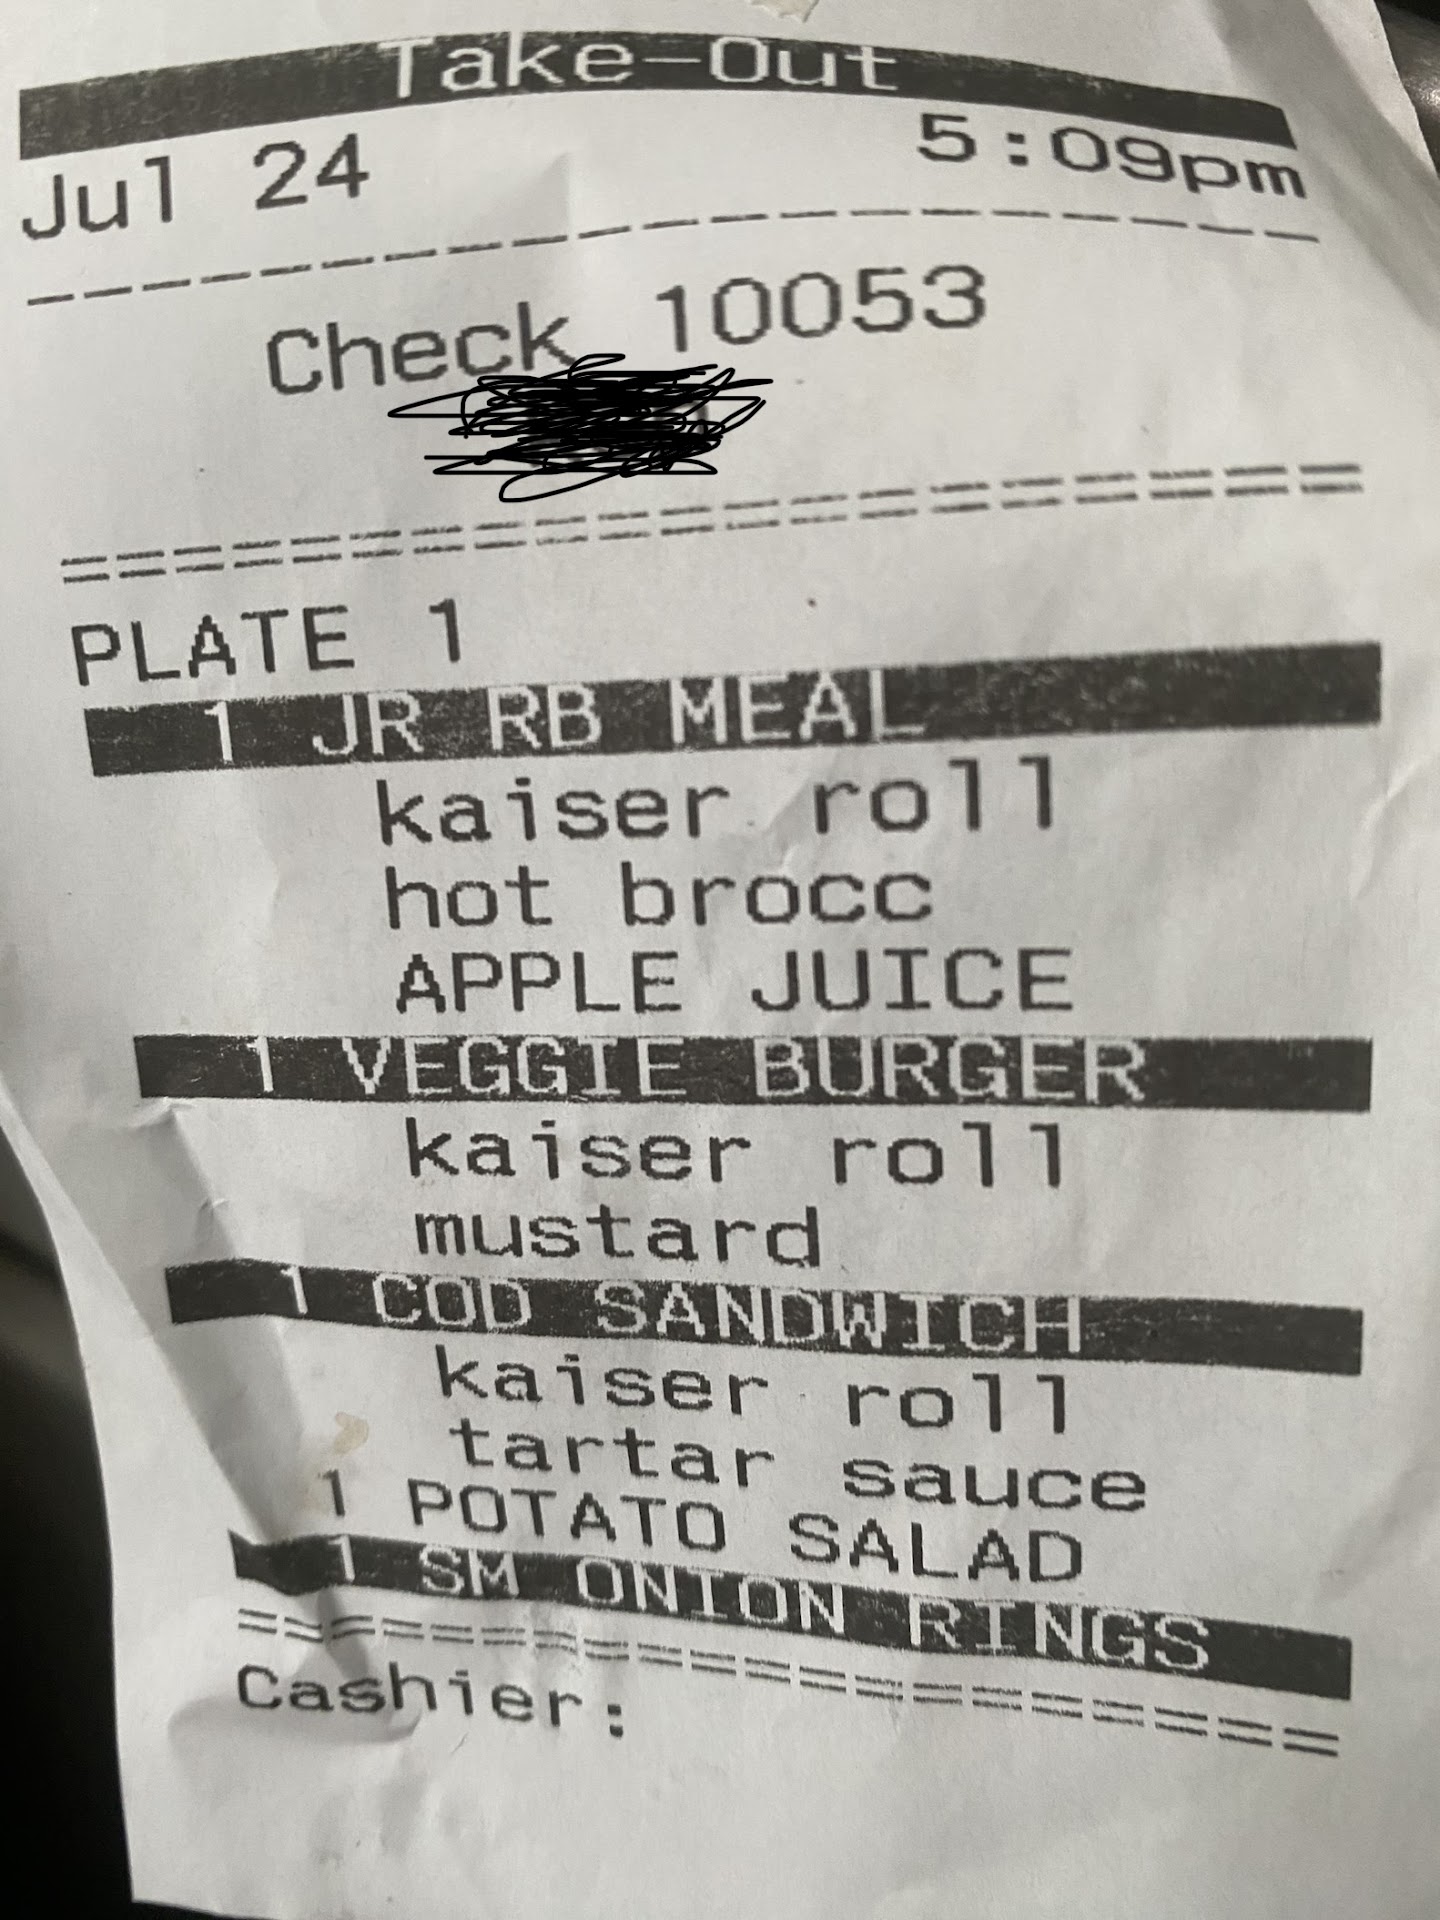 Take-Out
Jul 24 5:09pm
Check 10053
PLATE 1
1 JR RB MEAL
kaiser roll
hot brocc
APPLE JUICE
1 VEGGIE BURGER
kaiser roll
mustard
1 COD SANDWICH
kaiser roll
tartar sauce
1 POTATO SALAD
1 SM ONION RINGS
Cashier: